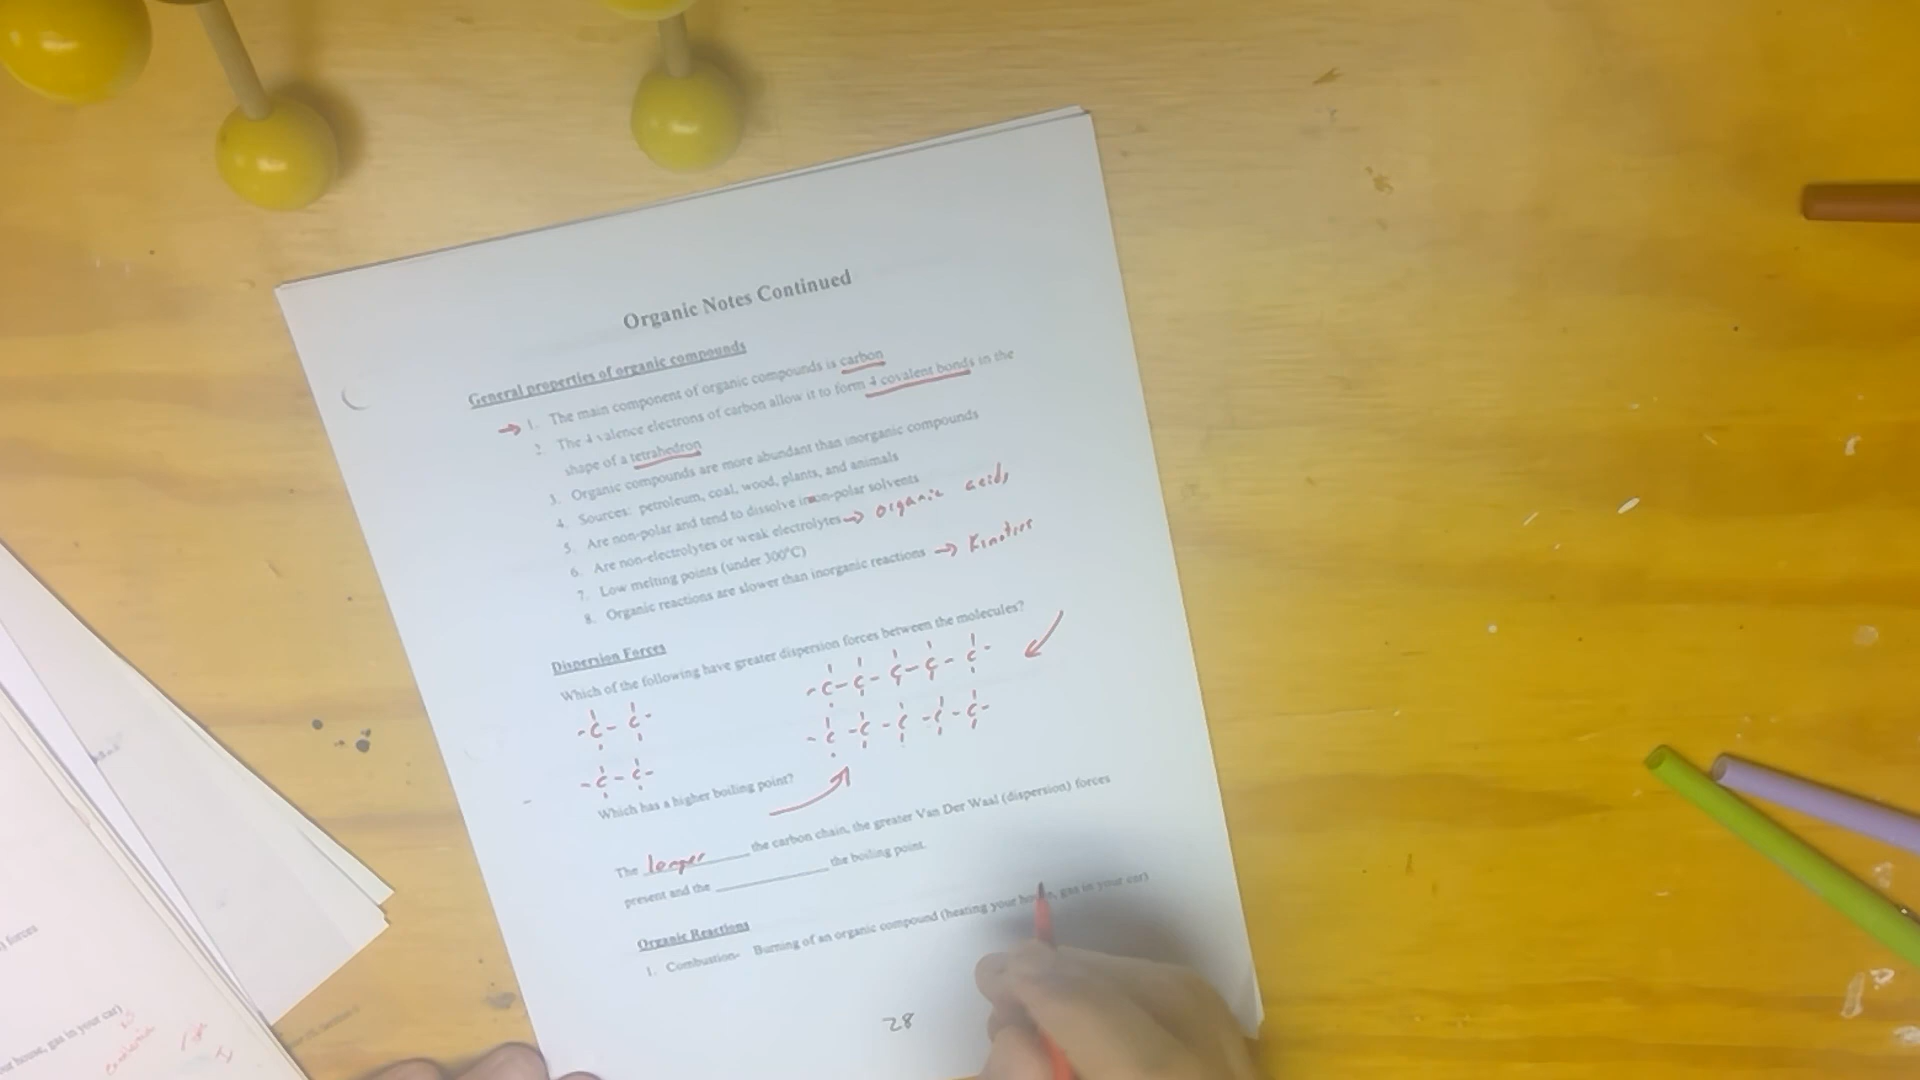 Organic Notes Continued
General properties of organic compounds
→ 1. The main component of organic compounds is carbon
2. The 4 valence electrons of carbon allow it to form 4 covalent bonds in the
shape of a tetrahedron
3. Organic compounds are more abundant than inorganic compounds
4. Sources: petroleum, coal, wood, plants, and animals
5. Are non-polar and tend to dissolve in non-polar solvents
6. Are non-electrolytes or weak electrolytes → organic acids
7. Low melting points (under 300°C)
8. Organic reactions are slower than inorganic reactions → Kinetics
Dispersion Forces
Which of the following have greater dispersion forces between the molecules?
-C-C- -C-C-C-C-C-
-C-C- -C-C-C-C-C-
Which has a higher boiling point?
The longer the carbon chain, the greater Van Der Waal (dispersion) forces
present and the ____________ the boiling point.
Organic Reactions
1. Combustion- Burning of an organic compound (heating your house, gas in your car)
28
forces
house, gas in your car)